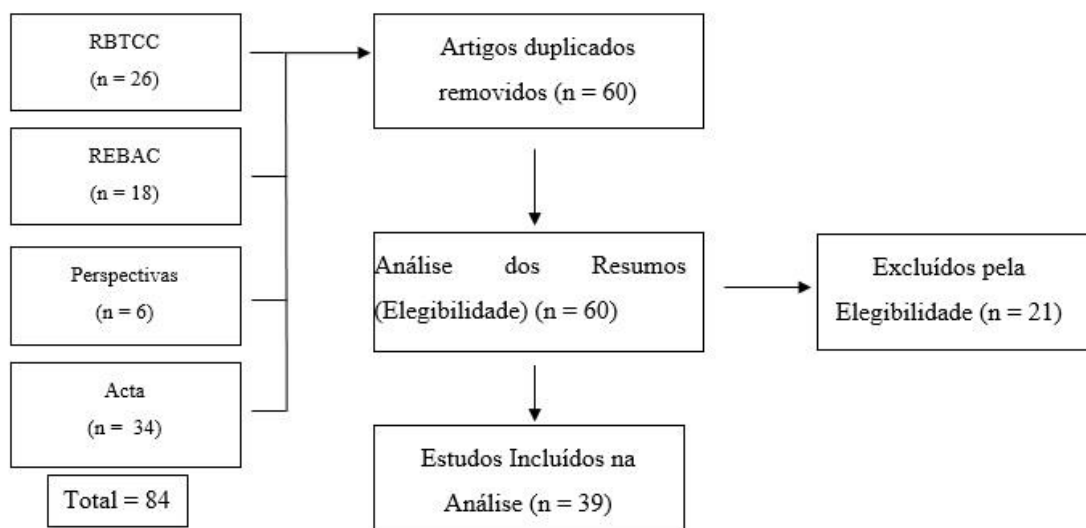 RBTCC
(n = 26)
REBAC
(n = 18)
Perspectivas
(n = 6)
Acta
(n = 34)
Total = 84
Artigos duplicados
removidos (n = 60)
Análise dos Resumos
(Elegibilidade) (n = 60)
Excluídos pela
Elegibilidade (n = 21)
Estudos Incluídos na
Análise (n = 39)